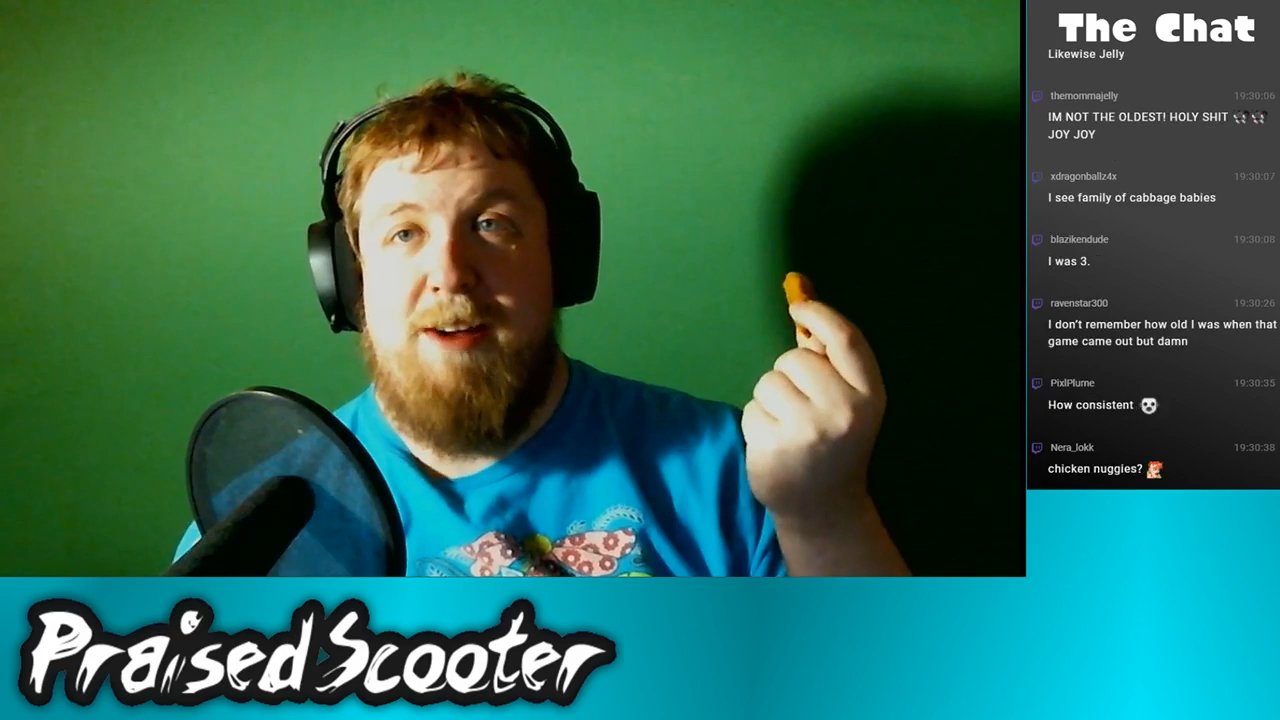 The Chat
Likewise Jelly
themommajelly 19:30:06
IM NOT THE OLDEST! HOLY SHIT
JOY JOY
xdragonballz4x 19:30:07
I see family of cabbage babies
blazikendude 19:30:08
I was 3.
ravenstar300 19:30:26
I don't remember how old I was when that
game came out but damn
PixlPlume 19:30:35
How consistent
Nera_lokk 19:30:38
chicken nuggies?
Praised Scooter